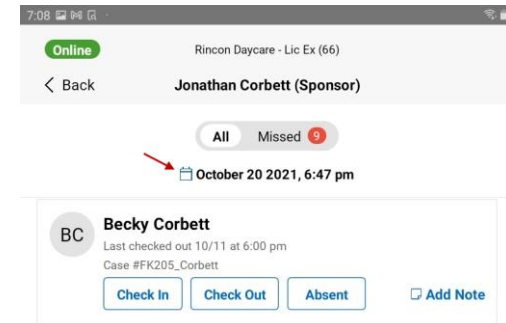 7:08
Online
Rincon Daycare - Lic Ex (66)
Back
Jonathan Corbett (Sponsor)
All Missed 9
October 20 2021, 6:47 pm
BC
Becky Corbett
Last checked out 10/11 at 6:00 pm
Case #FK205_Corbett
Check In Check Out Absent Add Note